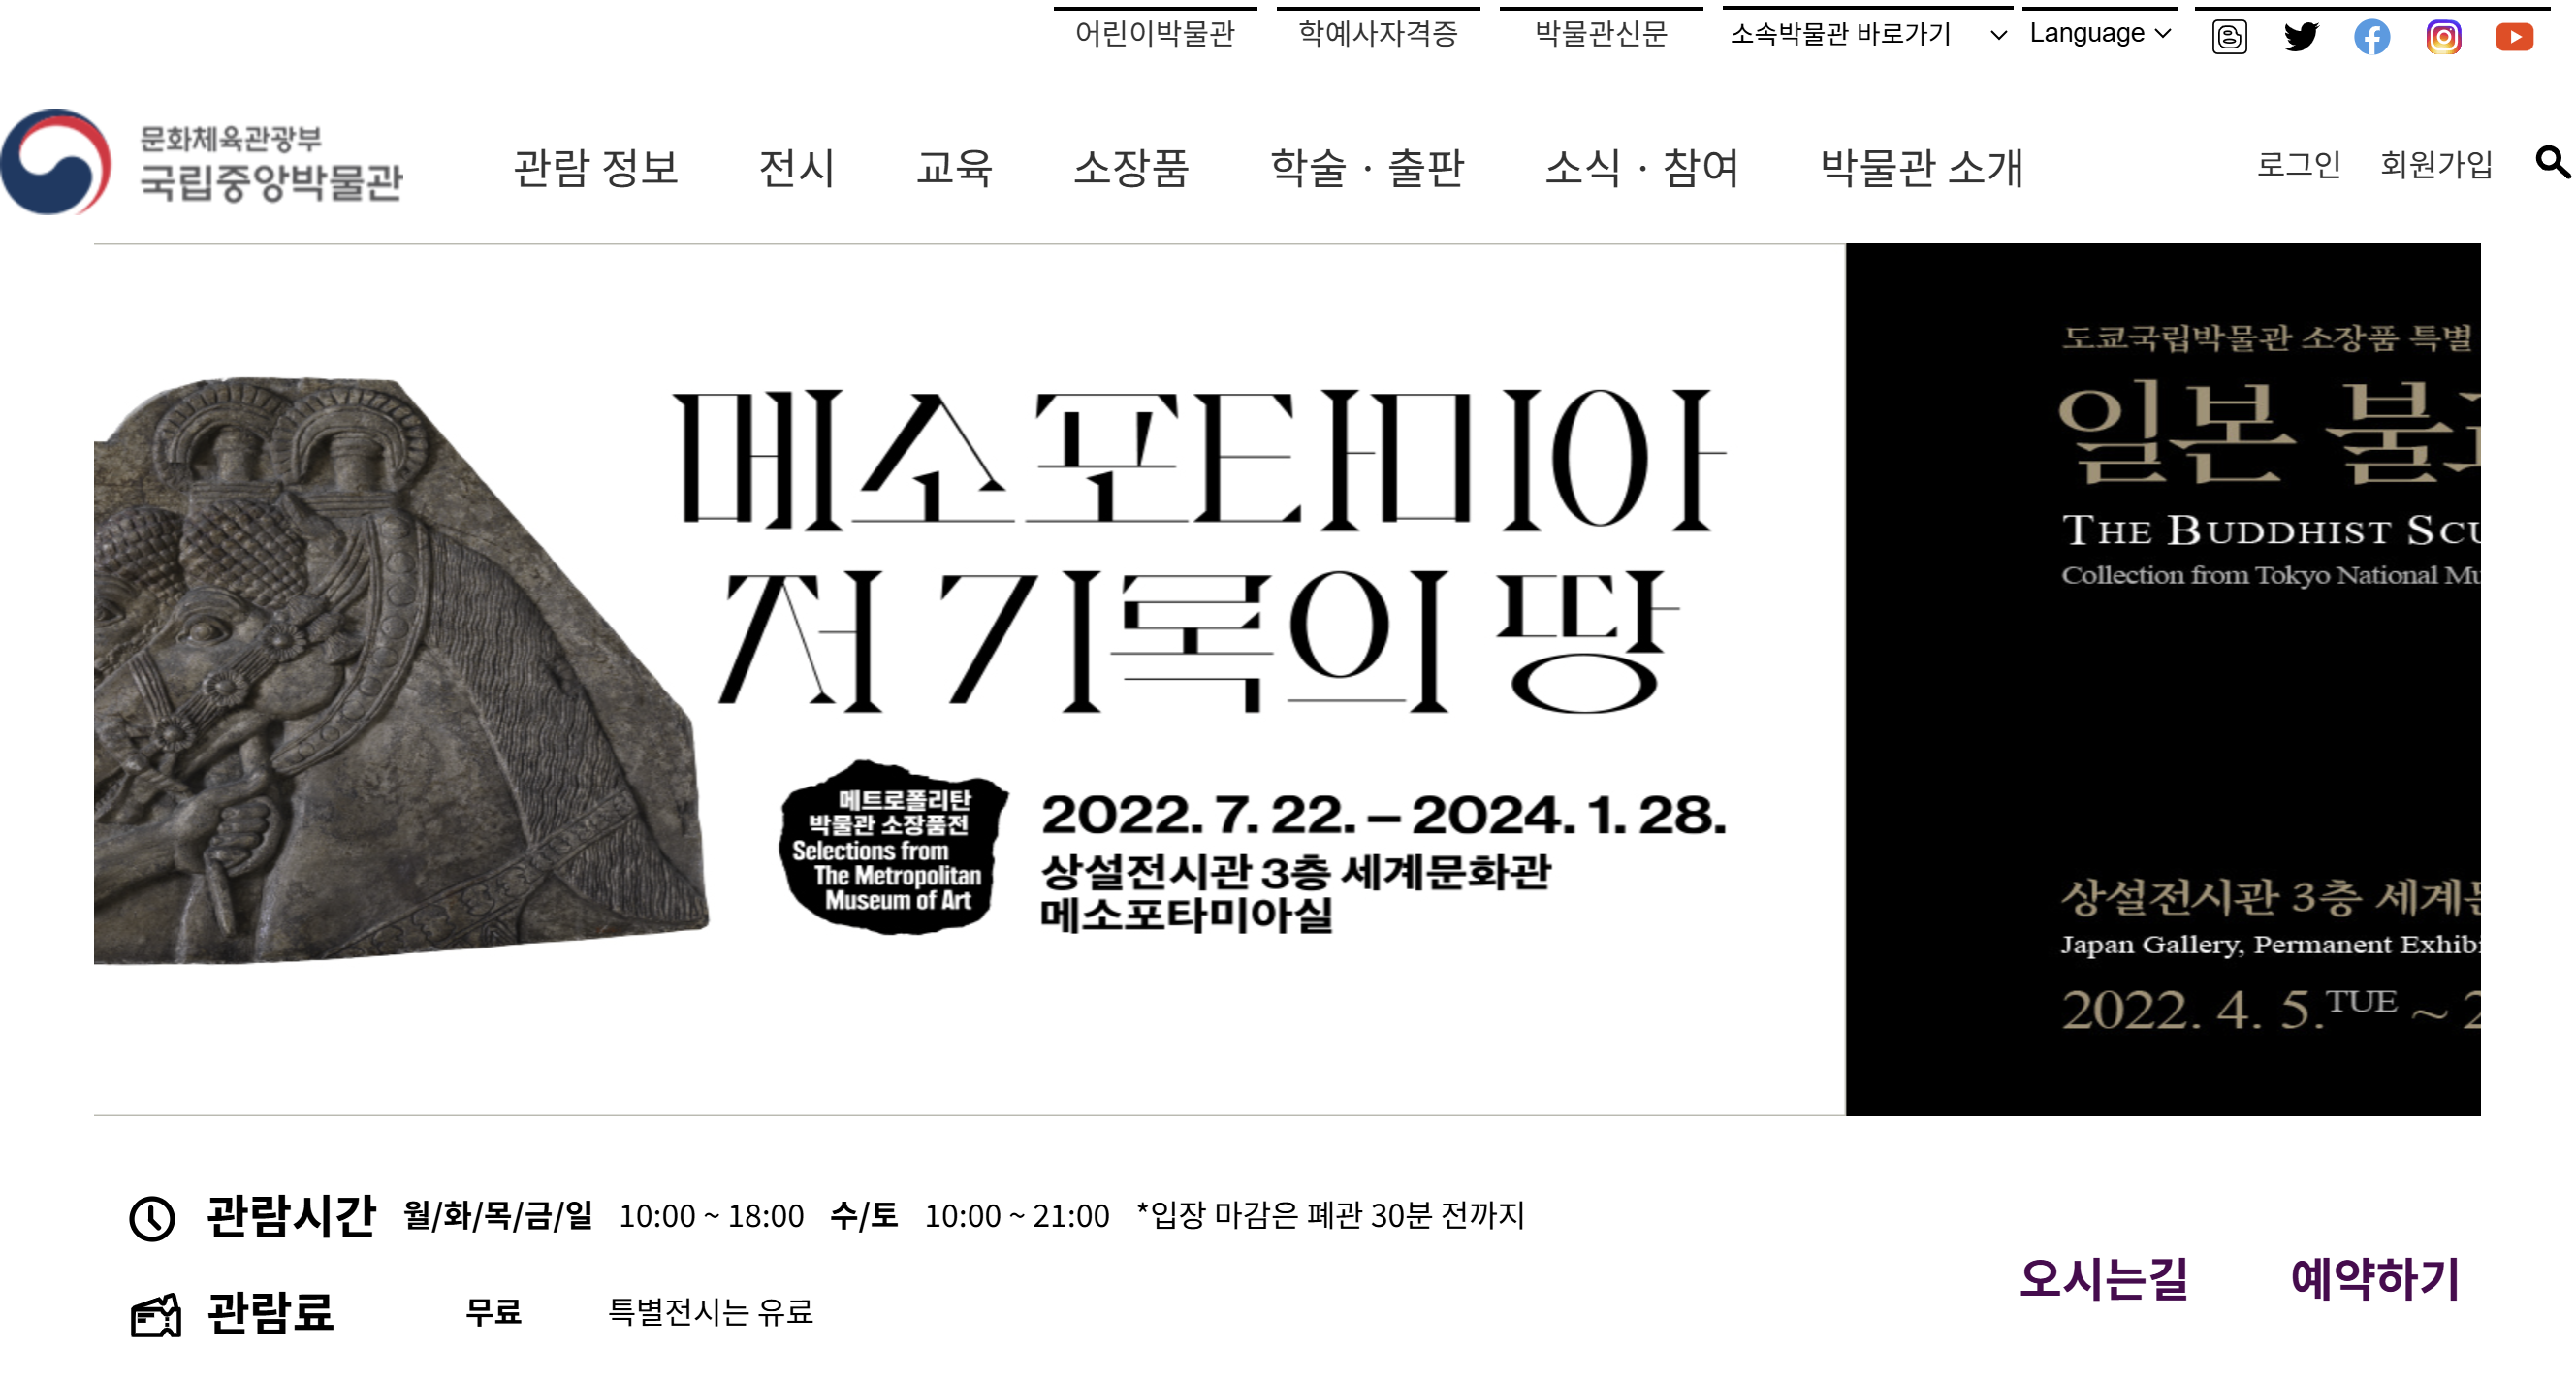 어린이박물관 학예사자격증 박물관신문 소속박물관 바로가기 Language
문화체육관광부
국립중앙박물관
관람 정보 전시 교육 소장품 학술 · 출판 소식 · 참여 박물관 소개 로그인 회원가입
메소포타미아
저 기록의 땅
메트로폴리탄
박물관 소장품전
Selections from
The Metropolitan
Museum of Art
2022. 7. 22. – 2024. 1. 28.
상설전시관 3층 세계문화관
메소포타미아실
도쿄국립박물관 소장품 특별
일본 불
THE BUDDHIST SCU
Collection from Tokyo National Mu
상설전시관 3층 세계
Japan Gallery, Permanent Exhibi
2022. 4. 5.TUE ~ 2
관람시간 월/화/목/금/일 10:00 ~ 18:00 수/토 10:00 ~ 21:00 *입장 마감은 폐관 30분 전까지
관람료 무료 특별전시는 유료
오시는길 예약하기